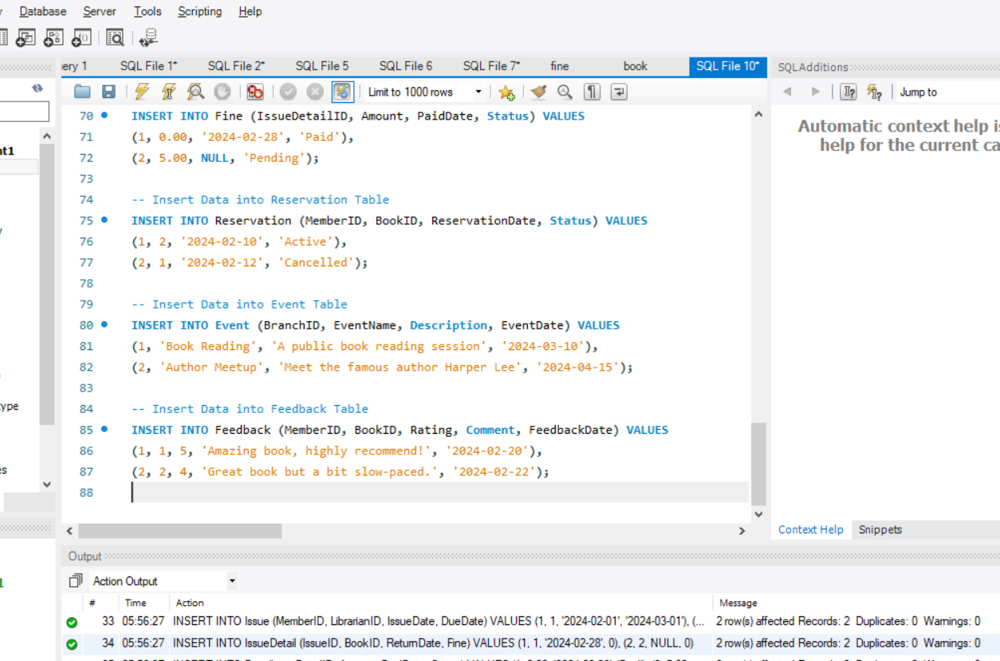 Database Server Tools Scripting Help
ery 1 SQL File 1* SQL File 2* SQL File 5 SQL File 6 SQL File 7* fine book SQL File 10* SQLAdditions
Limit to 1000 rows Jump to
70 INSERT INTO Fine (IssueDetailID, Amount, PaidDate, Status) VALUES
71 (1, 0.00, '2024-02-28', 'Paid'),
72 (2, 5.00, NULL, 'Pending');
73
74 -- Insert Data into Reservation Table
75 INSERT INTO Reservation (MemberID, BookID, ReservationDate, Status) VALUES
76 (1, 2, '2024-02-10', 'Active'),
77 (2, 1, '2024-02-12', 'Cancelled');
78
79 -- Insert Data into Event Table
80 INSERT INTO Event (BranchID, EventName, Description, EventDate) VALUES
81 (1, 'Book Reading', 'A public book reading session', '2024-03-10'),
82 (2, 'Author Meetup', 'Meet the famous author Harper Lee', '2024-04-15');
83
84 -- Insert Data into Feedback Table
85 INSERT INTO Feedback (MemberID, BookID, Rating, Comment, FeedbackDate) VALUES
86 (1, 1, 5, 'Amazing book, highly recommend!', '2024-02-20'),
87 (2, 2, 4, 'Great book but a bit slow-paced.', '2024-02-22');
88
Automatic context help is
help for the current ca
nt1
ype
es
Context Help Snippets
Output
Action Output
# Time Action Message
33 05:56:27 INSERT INTO Issue (MemberID, LibrarianID, IssueDate, DueDate) VALUES (1, 1, '2024-02-01', '2024-03-01'), (... 2 row(s) affected Records: 2 Duplicates: 0 Warnings: 0
34 05:56:27 INSERT INTO IssueDetail (IssueID, BookID, ReturnDate, Fine) VALUES (1, 1, '2024-02-28', 0), (2, 2, NULL, 0) 2 row(s) affected Records: 2 Duplicates: 0 Warnings: 0